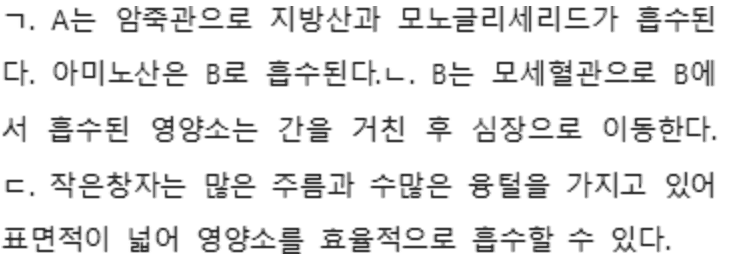 ㄱ. A는 암죽관으로 지방산과 모노글리세리드가 흡수된
다. 아미노산은 B로 흡수된다.ㄴ. B는 모세혈관으로 B에
서 흡수된 영양소는 간을 거친 후 심장으로 이동한다.
ㄷ. 작은창자는 많은 주름과 수많은 융털을 가지고 있어
표면적이 넓어 영양소를 효율적으로 흡수할 수 있다.